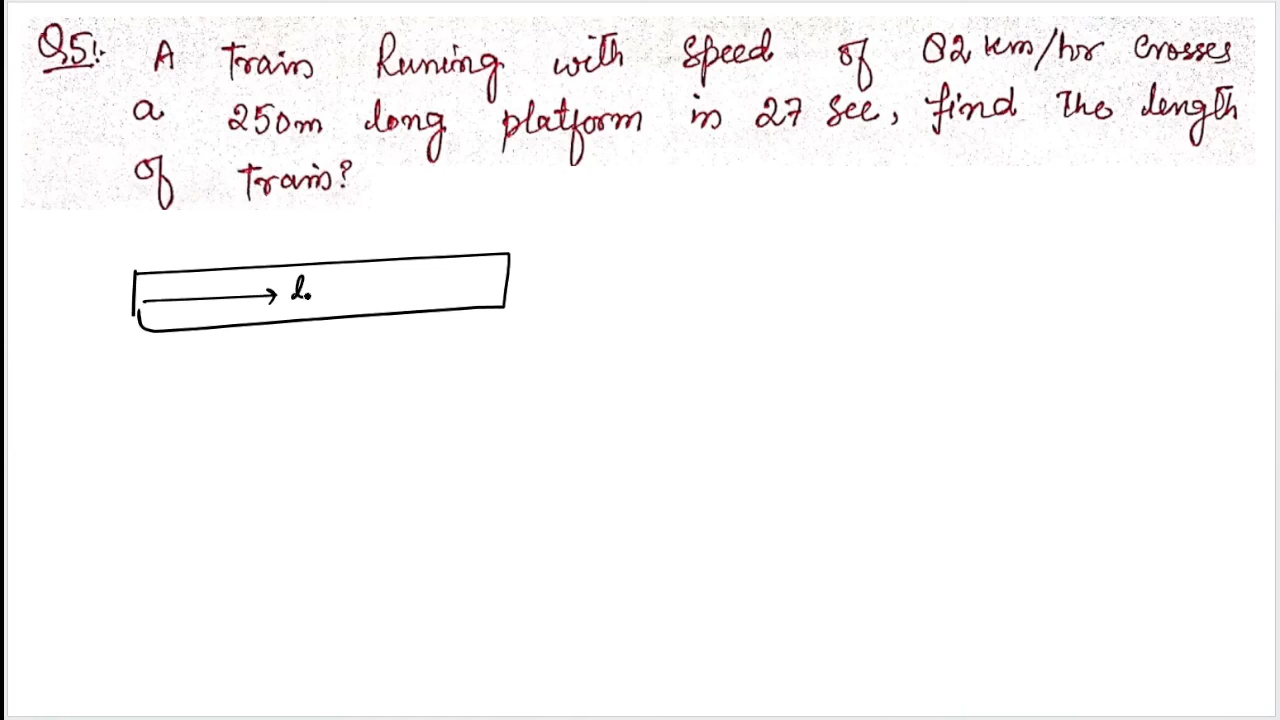 Q5:- A Train Runing with Speed of 82 km/hr Crosses
a 250m long platform in 27 Sec, find The length
of Train?
l.